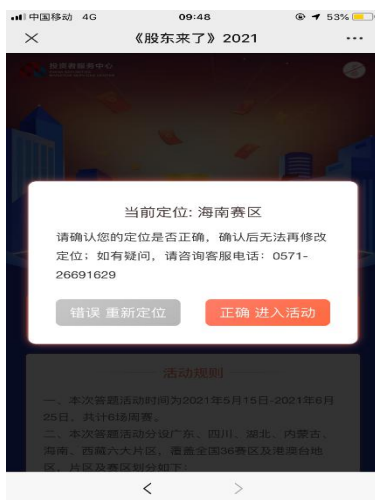 中国移动 4G 09:48 53%
《股东来了》2021
投资者服务中心
当前定位: 海南赛区
请确认您的定位是否正确，确认后无法再修改
定位；如有疑问，请咨询客服电话：0571-
26691629
错误 重新定位 正确 进入活动
活动规则
一、本次答题活动时间为2021年5月15日-2021年6月
25日，共计6场周赛。
二、本次答题活动分设广东、四川、湖北、内蒙古、
海南、西藏六大片区，覆盖全国36赛区及港澳台地
区，片区及赛区划分如下：